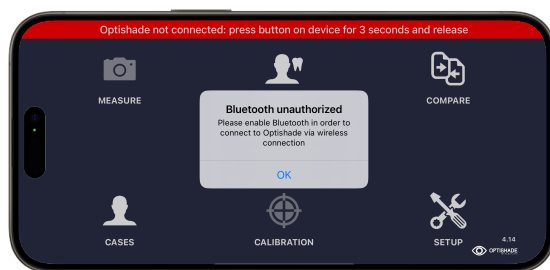 Optishade not connected: press button on device for 3 seconds and release
MEASURE
COMPARE
Bluetooth unauthorized
Please enable Bluetooth in order to
connect to Optishade via wireless
connection
OK
CASES
CALIBRATION
SETUP
4.14
OPTISHADE